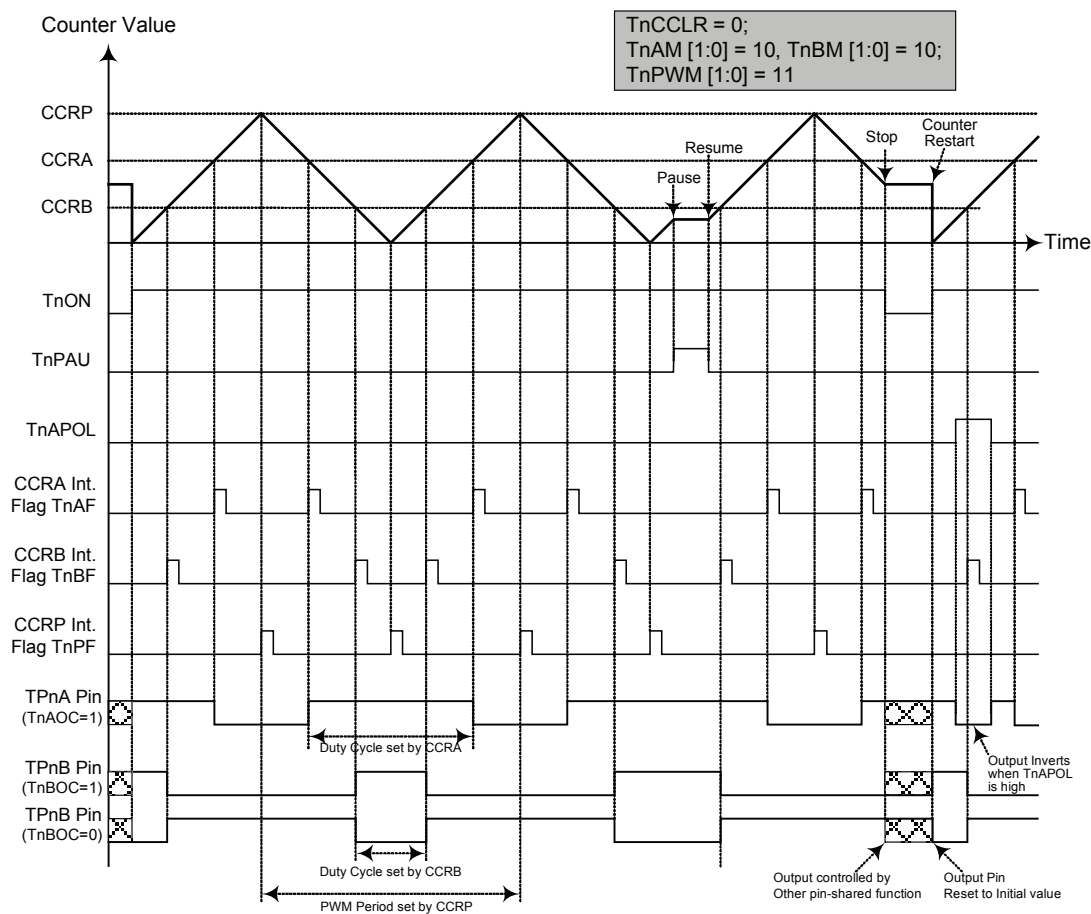 Counter Value
TnCCLR = 0;
TnAM [1:0] = 10, TnBM [1:0] = 10;
TnPWM [1:0] = 11
CCRP
CCRA
CCRB
Pause
Resume
Stop
Counter
Restart
Time
TnON
TnPAU
TnAPOL
CCRA Int.
Flag TnAF
CCRB Int.
Flag TnBF
CCRP Int.
Flag TnPF
TPnA Pin
(TnAOC=1)
Duty Cycle set by CCRA
Output Inverts
when TnAPOL
is high
TPnB Pin
(TnBOC=1)
TPnB Pin
(TnBOC=0)
Duty Cycle set by CCRB
PWM Period set by CCRP
Output controlled by
Other pin-shared function
Output Pin
Reset to Initial value